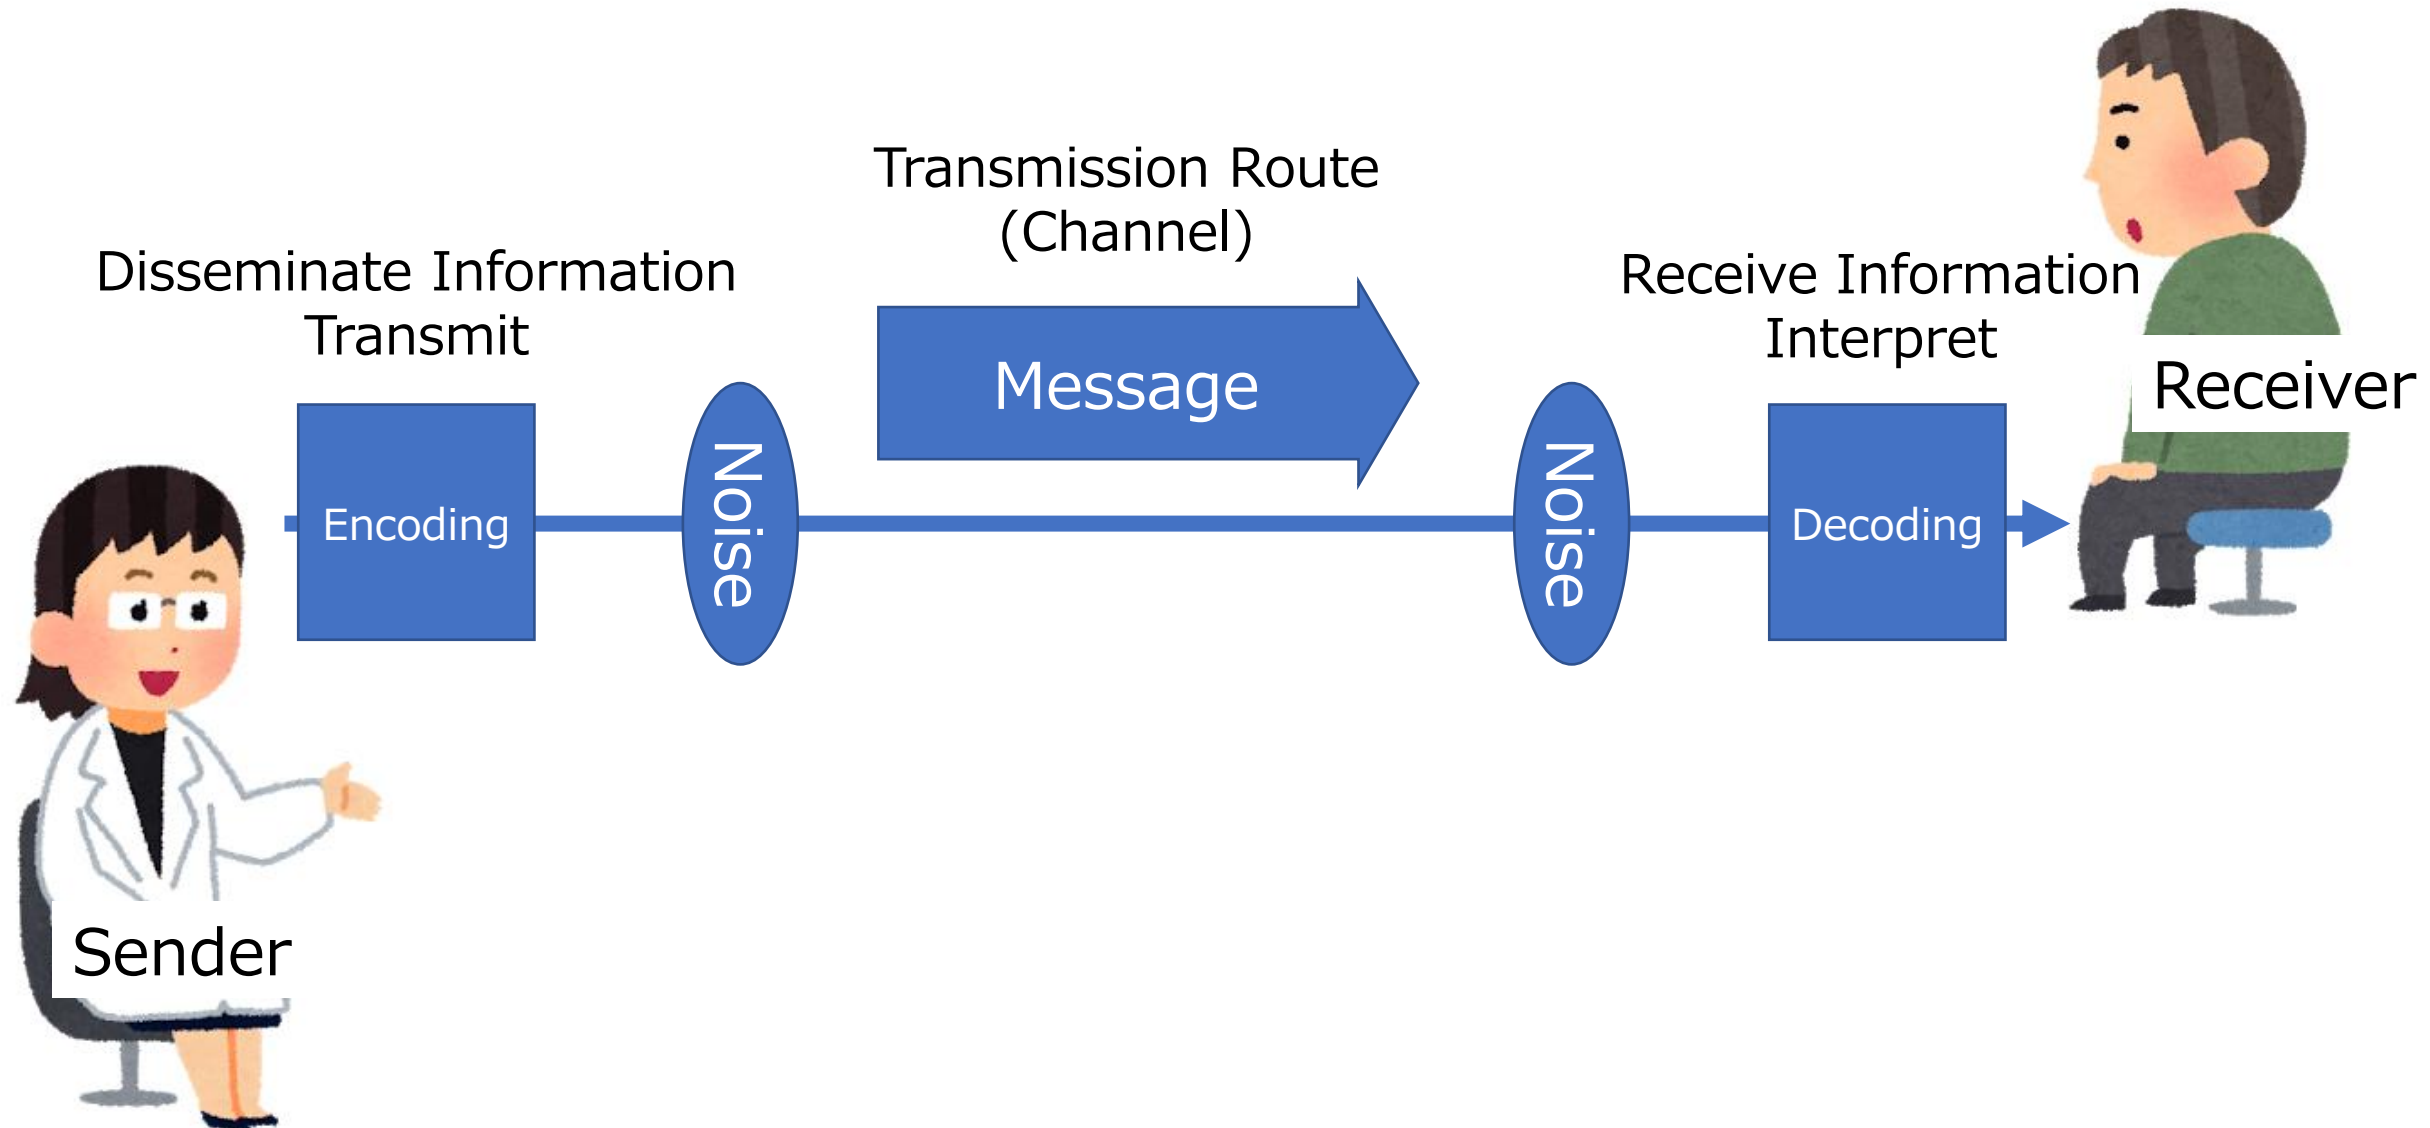 Transmission Route
(Channel)
Disseminate Information
Transmit
Receive Information
Interpret
Message
Receiver
Encoding
Noise
Noise
Decoding
Sender